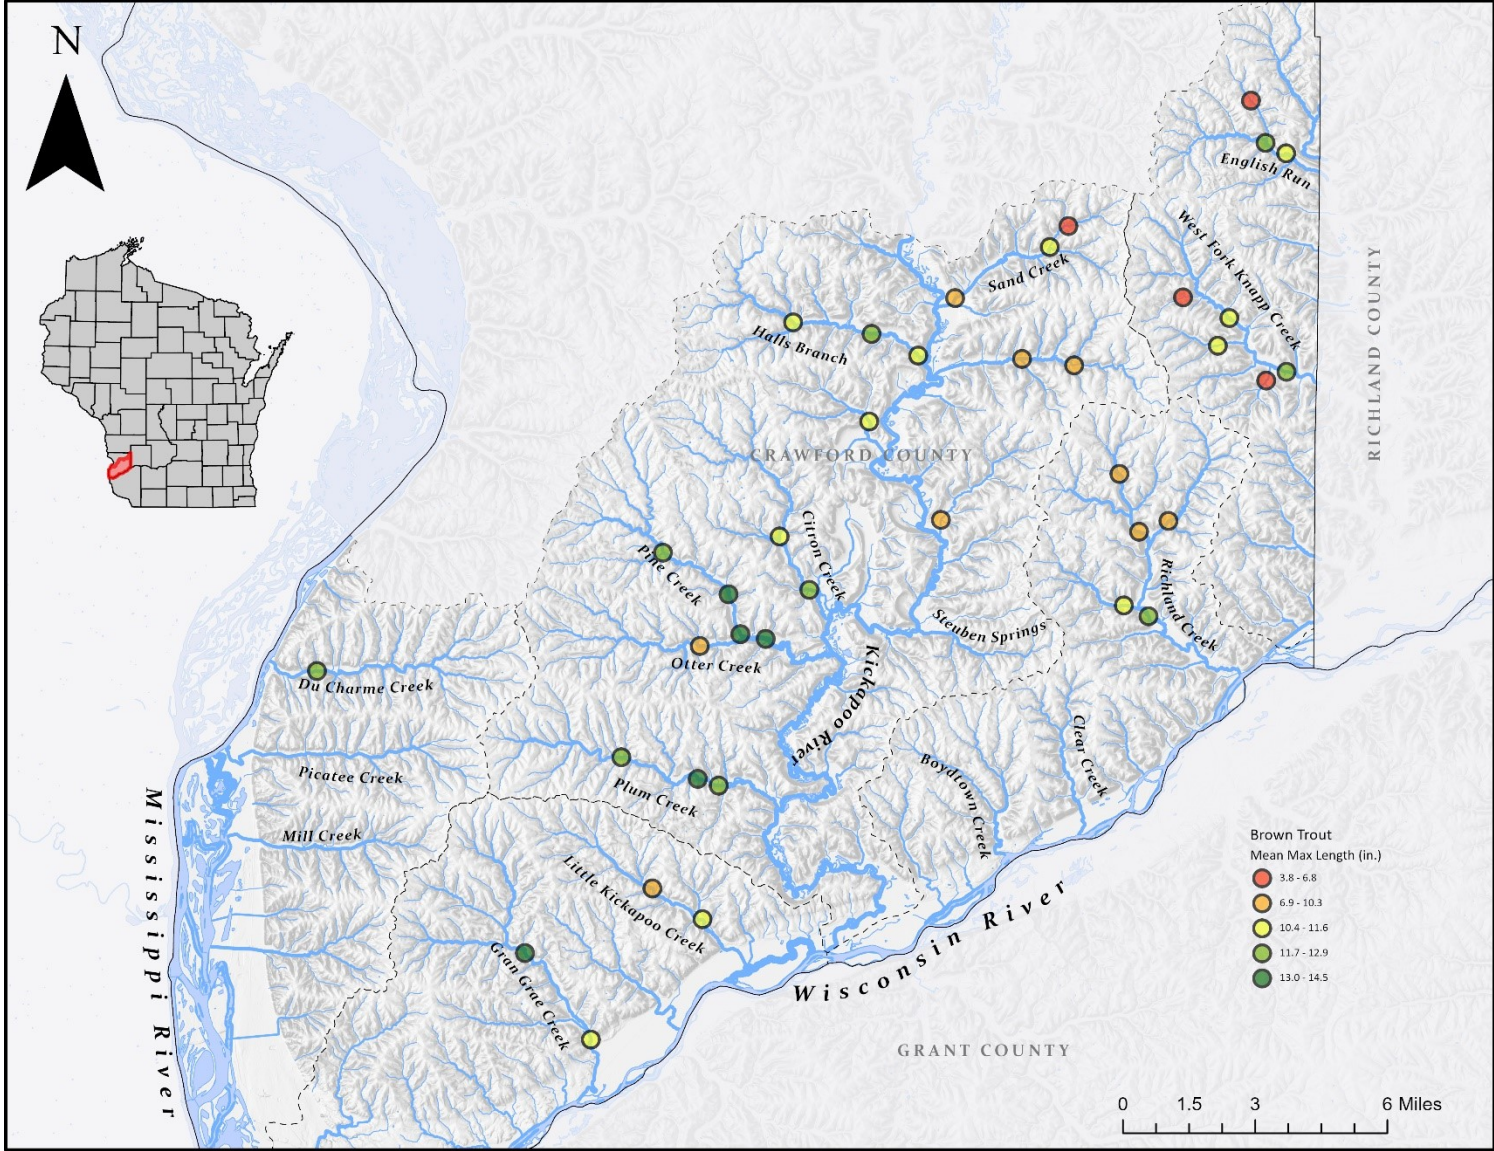 N
English Run
West Fork Knapp Creek
Sand Creek
RICHLAND COUNTY
Halls Branch
CRAWFORD COUNTY
Citron Creek
Pine Creek
Richland Creek
Steuben Springs
Otter Creek
Kickapoo River
Du Charme Creek
Clear Creek
Boydtown Creek
Picatee Creek
Plum Creek
Mississippi River
Mill Creek
Little Kickapoo Creek
Gran Grae Creek
Wisconsin River
GRANT COUNTY
Brown Trout
Mean Max Length (in.)
3.8 - 6.8
6.9 - 10.3
10.4 - 11.6
11.7 - 12.9
13.0 - 14.5
0 1.5 3 6 Miles